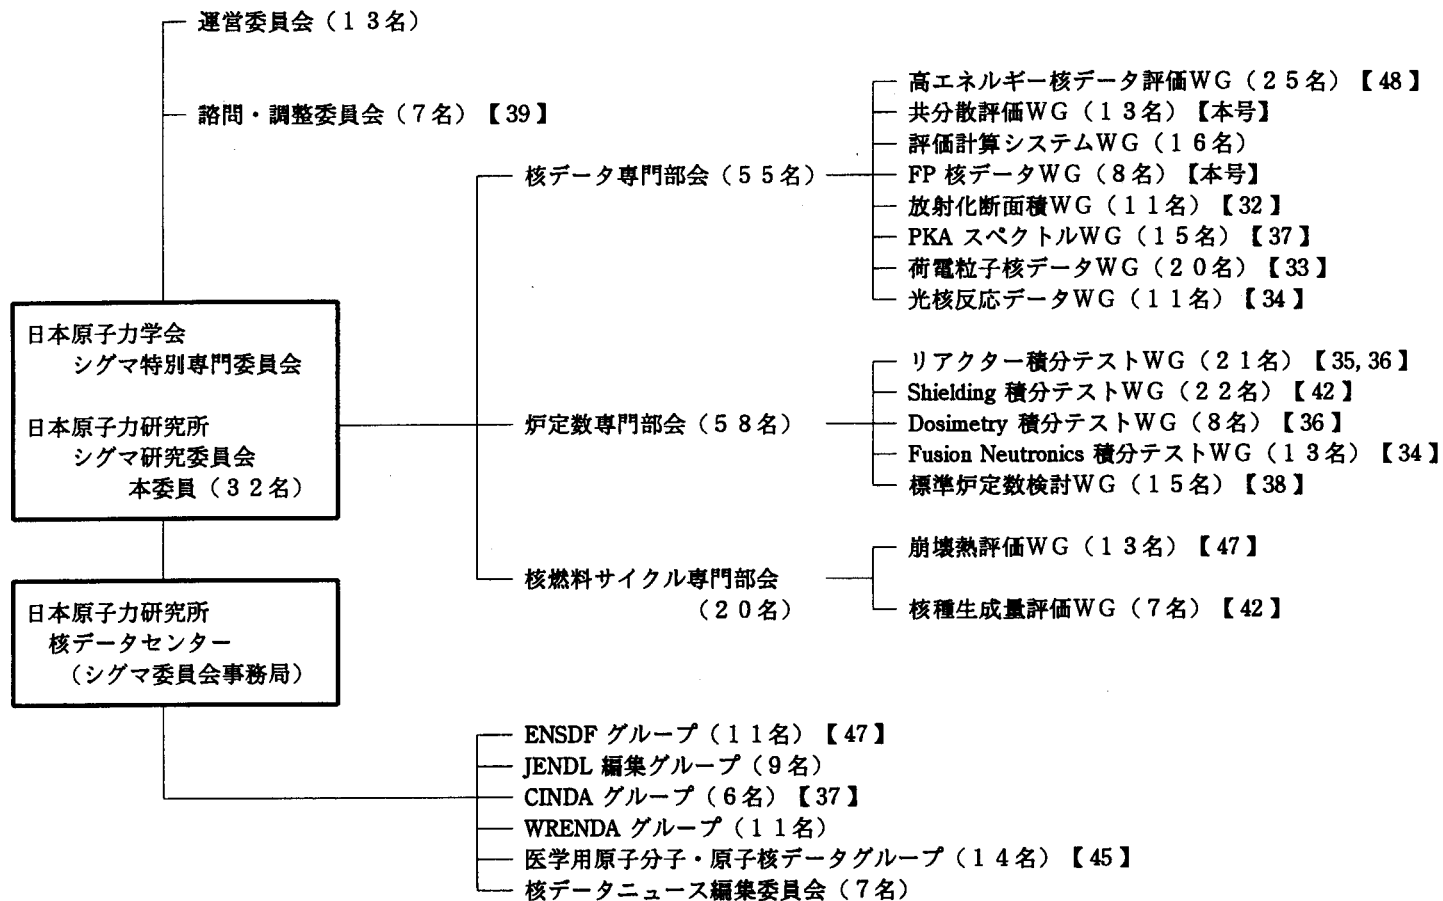 運営委員会(13名)
諮問・調整委員会(7名)【39】
日本原子力学会
シグマ特別専門委員会
日本原子力研究所
シグマ研究委員会
本委員(32名)
日本原子力研究所
核データセンター
(シグマ委員会事務局)
核データ専門部会(55名)
高エネルギー核データ評価WG(25名)【48】
共分散評価WG(13名)【本号】
評価計算システムWG(16名)
FP 核データWG(8名)【本号】
放射化断面積WG(11名)【32】
PKA スペクトルWG(15名)【37】
荷電粒子核データWG(20名)【33】
光核反応データWG(11名)【34】
炉定数専門部会(58名)
リアクター積分テストWG(21名)【35, 36】
Shielding 積分テストWG(22名)【42】
Dosimetry 積分テストWG(8名)【36】
Fusion Neutronics 積分テストWG(13名)【34】
標準炉定数検討WG(15名)【38】
核燃料サイクル専門部会
(20名)
崩壊熱評価WG(13名)【47】
核種生成量評価WG(7名)【42】
ENSDF グループ(11名)【47】
JENDL 編集グループ(9名)
CINDA グループ(6名)【37】
WRENDA グループ(11名)
医学用原子分子・原子核データグループ(14名)【45】
核データニュース編集委員会(7名)